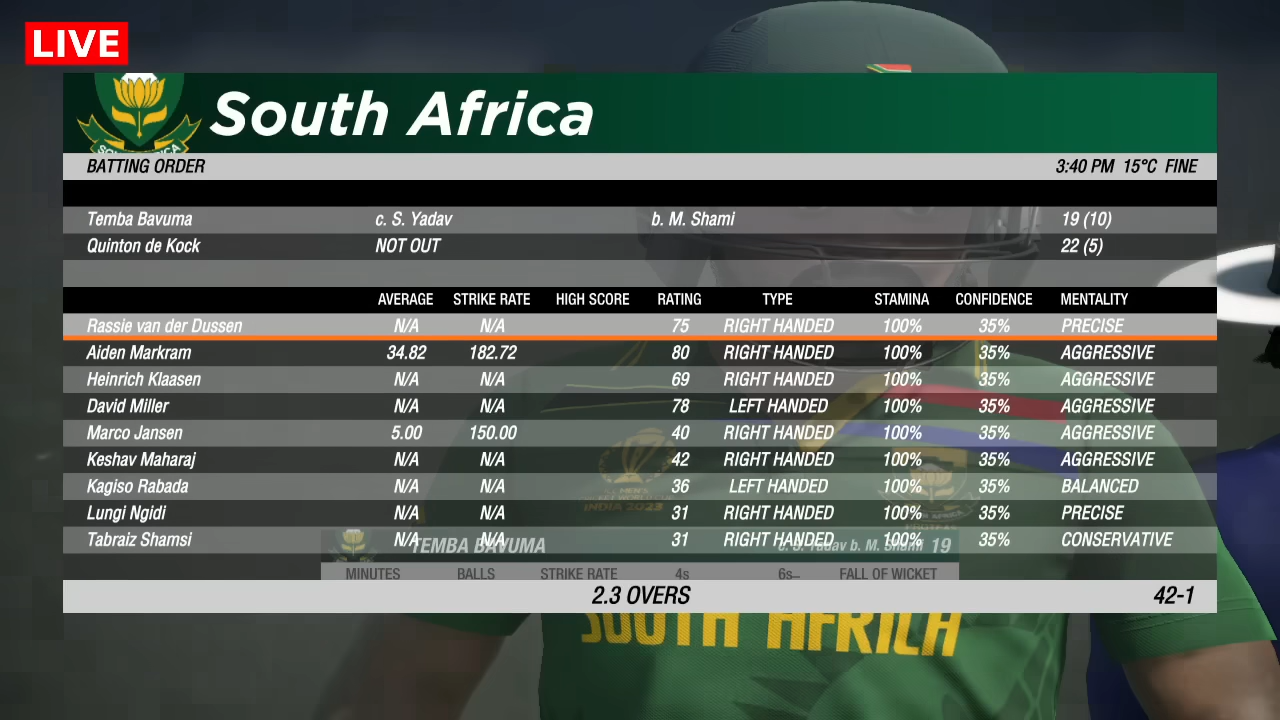 LIVE
South Africa
BATTING ORDER 3:40 PM 15°C FINE
Temba Bavuma c. S. Yadav b. M. Shami 19 (10)
Quinton de Kock NOT OUT 22 (5)
AVERAGE STRIKE RATE HIGH SCORE RATING TYPE STAMINA CONFIDENCE MENTALITY
Rassie van der Dussen N/A N/A 75 RIGHT HANDED 100% 35% PRECISE
Aiden Markram 34.82 182.72 80 RIGHT HANDED 100% 35% AGGRESSIVE
Heinrich Klaasen N/A N/A 69 RIGHT HANDED 100% 35% AGGRESSIVE
David Miller N/A N/A 78 LEFT HANDED 100% 35% AGGRESSIVE
Marco Jansen 5.00 150.00 40 RIGHT HANDED 100% 35% AGGRESSIVE
Keshav Maharaj N/A N/A 42 RIGHT HANDED 100% 35% AGGRESSIVE
Kagiso Rabada N/A N/A 36 LEFT HANDED 100% 35% BALANCED
Lungi Ngidi N/A N/A 31 RIGHT HANDED 100% 35% PRECISE
Tabraiz Shamsi N/A N/A 31 RIGHT HANDED 100% 35% CONSERVATIVE
TEMBA BAVUMA c. S. Yadav b. M. Shami 19
MINUTES BALLS STRIKE RATE 4s 6s FALL OF WICKET
2.3 OVERS 42-1
INDIA 2023
SOUTH AFRICA